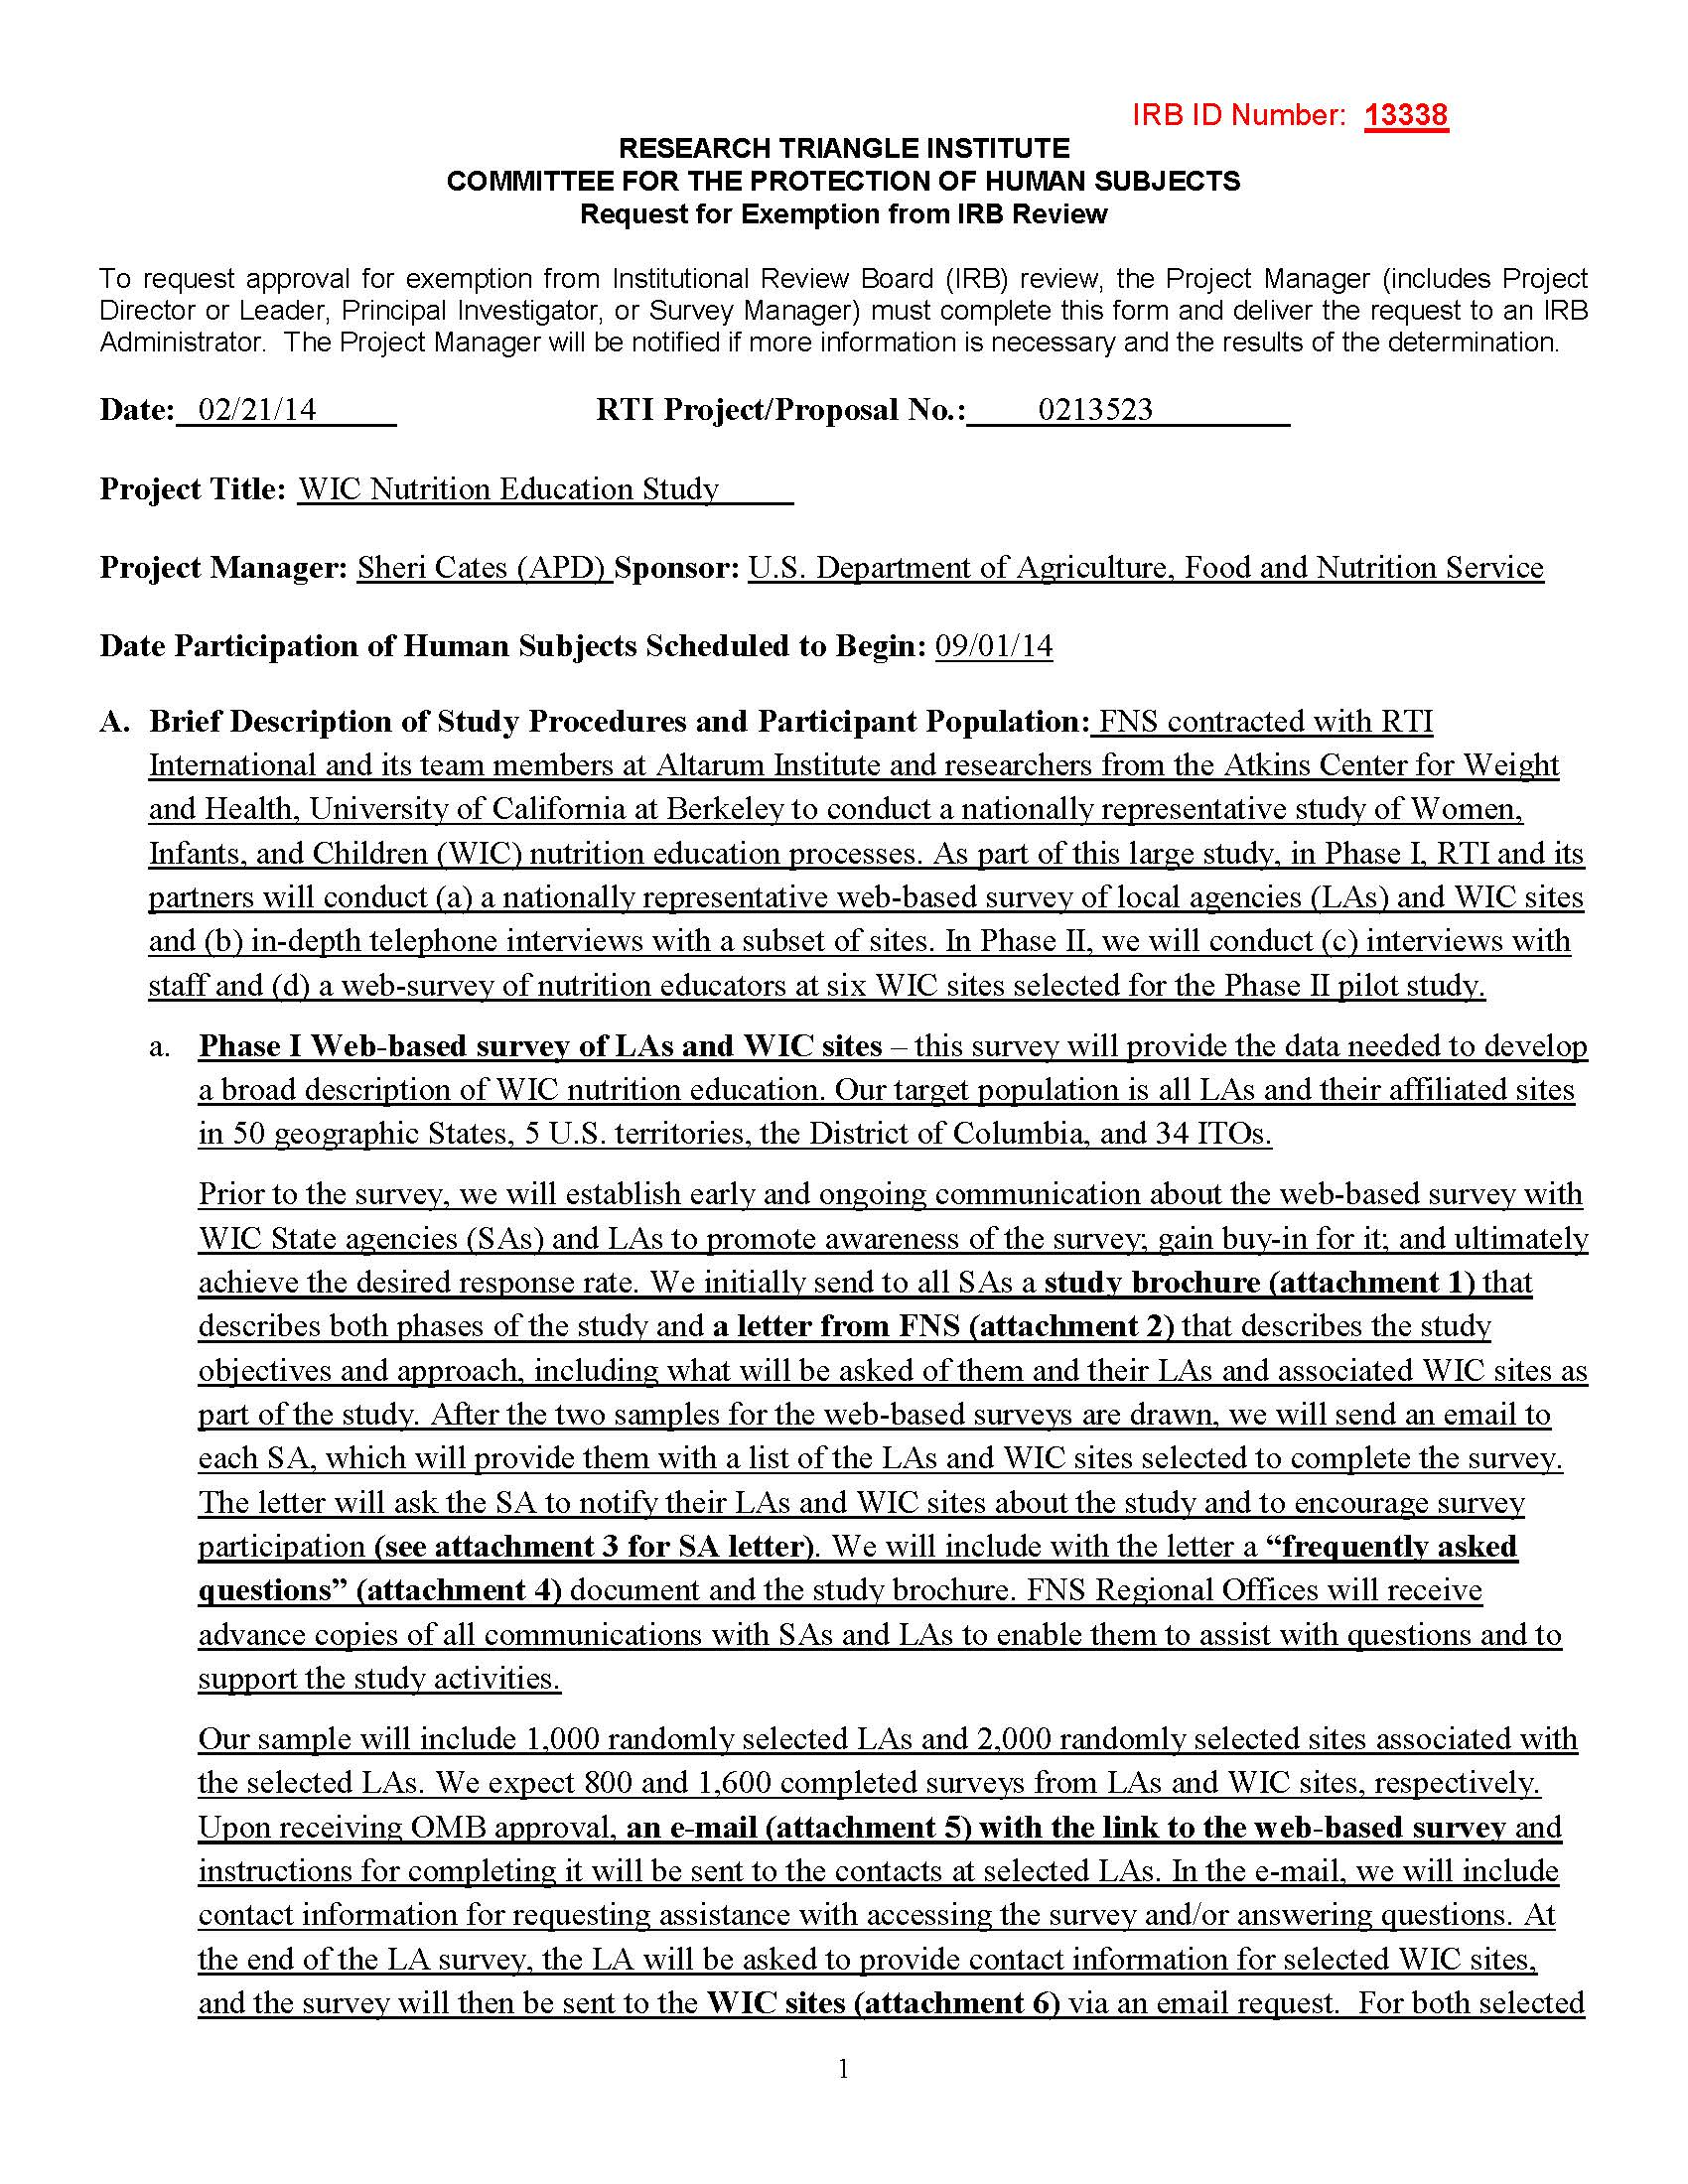 IRB ID Number: 13338
RESEARCH TRIANGLE INSTITUTE
COMMITTEE FOR THE PROTECTION OF HUMAN SUBJECTS
Request for Exemption from IRB Review
To request approval for exemption from Institutional Review Board (IRB) review, the Project Manager (includes Project
Director or Leader, Principal Investigator, or Survey Manager) must complete this form and deliver the request to an IRB
Administrator. The Project Manager will be notified if more information is necessary and the results of the determination.
Date: 02/21/14 RTI Project/Proposal No.: 0213523
Project Title: WIC Nutrition Education Study
Project Manager: Sheri Cates (APD) Sponsor: U.S. Department of Agriculture, Food and Nutrition Service
Date Participation of Human Subjects Scheduled to Begin: 09/01/14
A. Brief Description of Study Procedures and Participant Population: FNS contracted with RTI
International and its team members at Altarum Institute and researchers from the Atkins Center for Weight
and Health, University of California at Berkeley to conduct a nationally representative study of Women,
Infants, and Children (WIC) nutrition education processes. As part of this large study, in Phase I, RTI and its
partners will conduct (a) a nationally representative web-based survey of local agencies (LAs) and WIC sites
and (b) in-depth telephone interviews with a subset of sites. In Phase II, we will conduct (c) interviews with
staff and (d) a web-survey of nutrition educators at six WIC sites selected for the Phase II pilot study.
a. Phase I Web-based survey of LAs and WIC sites – this survey will provide the data needed to develop
a broad description of WIC nutrition education. Our target population is all LAs and their affiliated sites
in 50 geographic States, 5 U.S. territories, the District of Columbia, and 34 ITOs.
Prior to the survey, we will establish early and ongoing communication about the web-based survey with
WIC State agencies (SAs) and LAs to promote awareness of the survey; gain buy-in for it; and ultimately
achieve the desired response rate. We initially send to all SAs a study brochure (attachment 1) that
describes both phases of the study and a letter from FNS (attachment 2) that describes the study
objectives and approach, including what will be asked of them and their LAs and associated WIC sites as
part of the study. After the two samples for the web-based surveys are drawn, we will send an email to
each SA, which will provide them with a list of the LAs and WIC sites selected to complete the survey.
The letter will ask the SA to notify their LAs and WIC sites about the study and to encourage survey
participation (see attachment 3 for SA letter). We will include with the letter a “frequently asked
questions” (attachment 4) document and the study brochure. FNS Regional Offices will receive
advance copies of all communications with SAs and LAs to enable them to assist with questions and to
support the study activities.
Our sample will include 1,000 randomly selected LAs and 2,000 randomly selected sites associated with
the selected LAs. We expect 800 and 1,600 completed surveys from LAs and WIC sites, respectively.
Upon receiving OMB approval, an e-mail (attachment 5) with the link to the web-based survey and
instructions for completing it will be sent to the contacts at selected LAs. In the e-mail, we will include
contact information for requesting assistance with accessing the survey and/or answering questions. At
the end of the LA survey, the LA will be asked to provide contact information for selected WIC sites,
and the survey will then be sent to the WIC sites (attachment 6) via an email request. For both selected
1